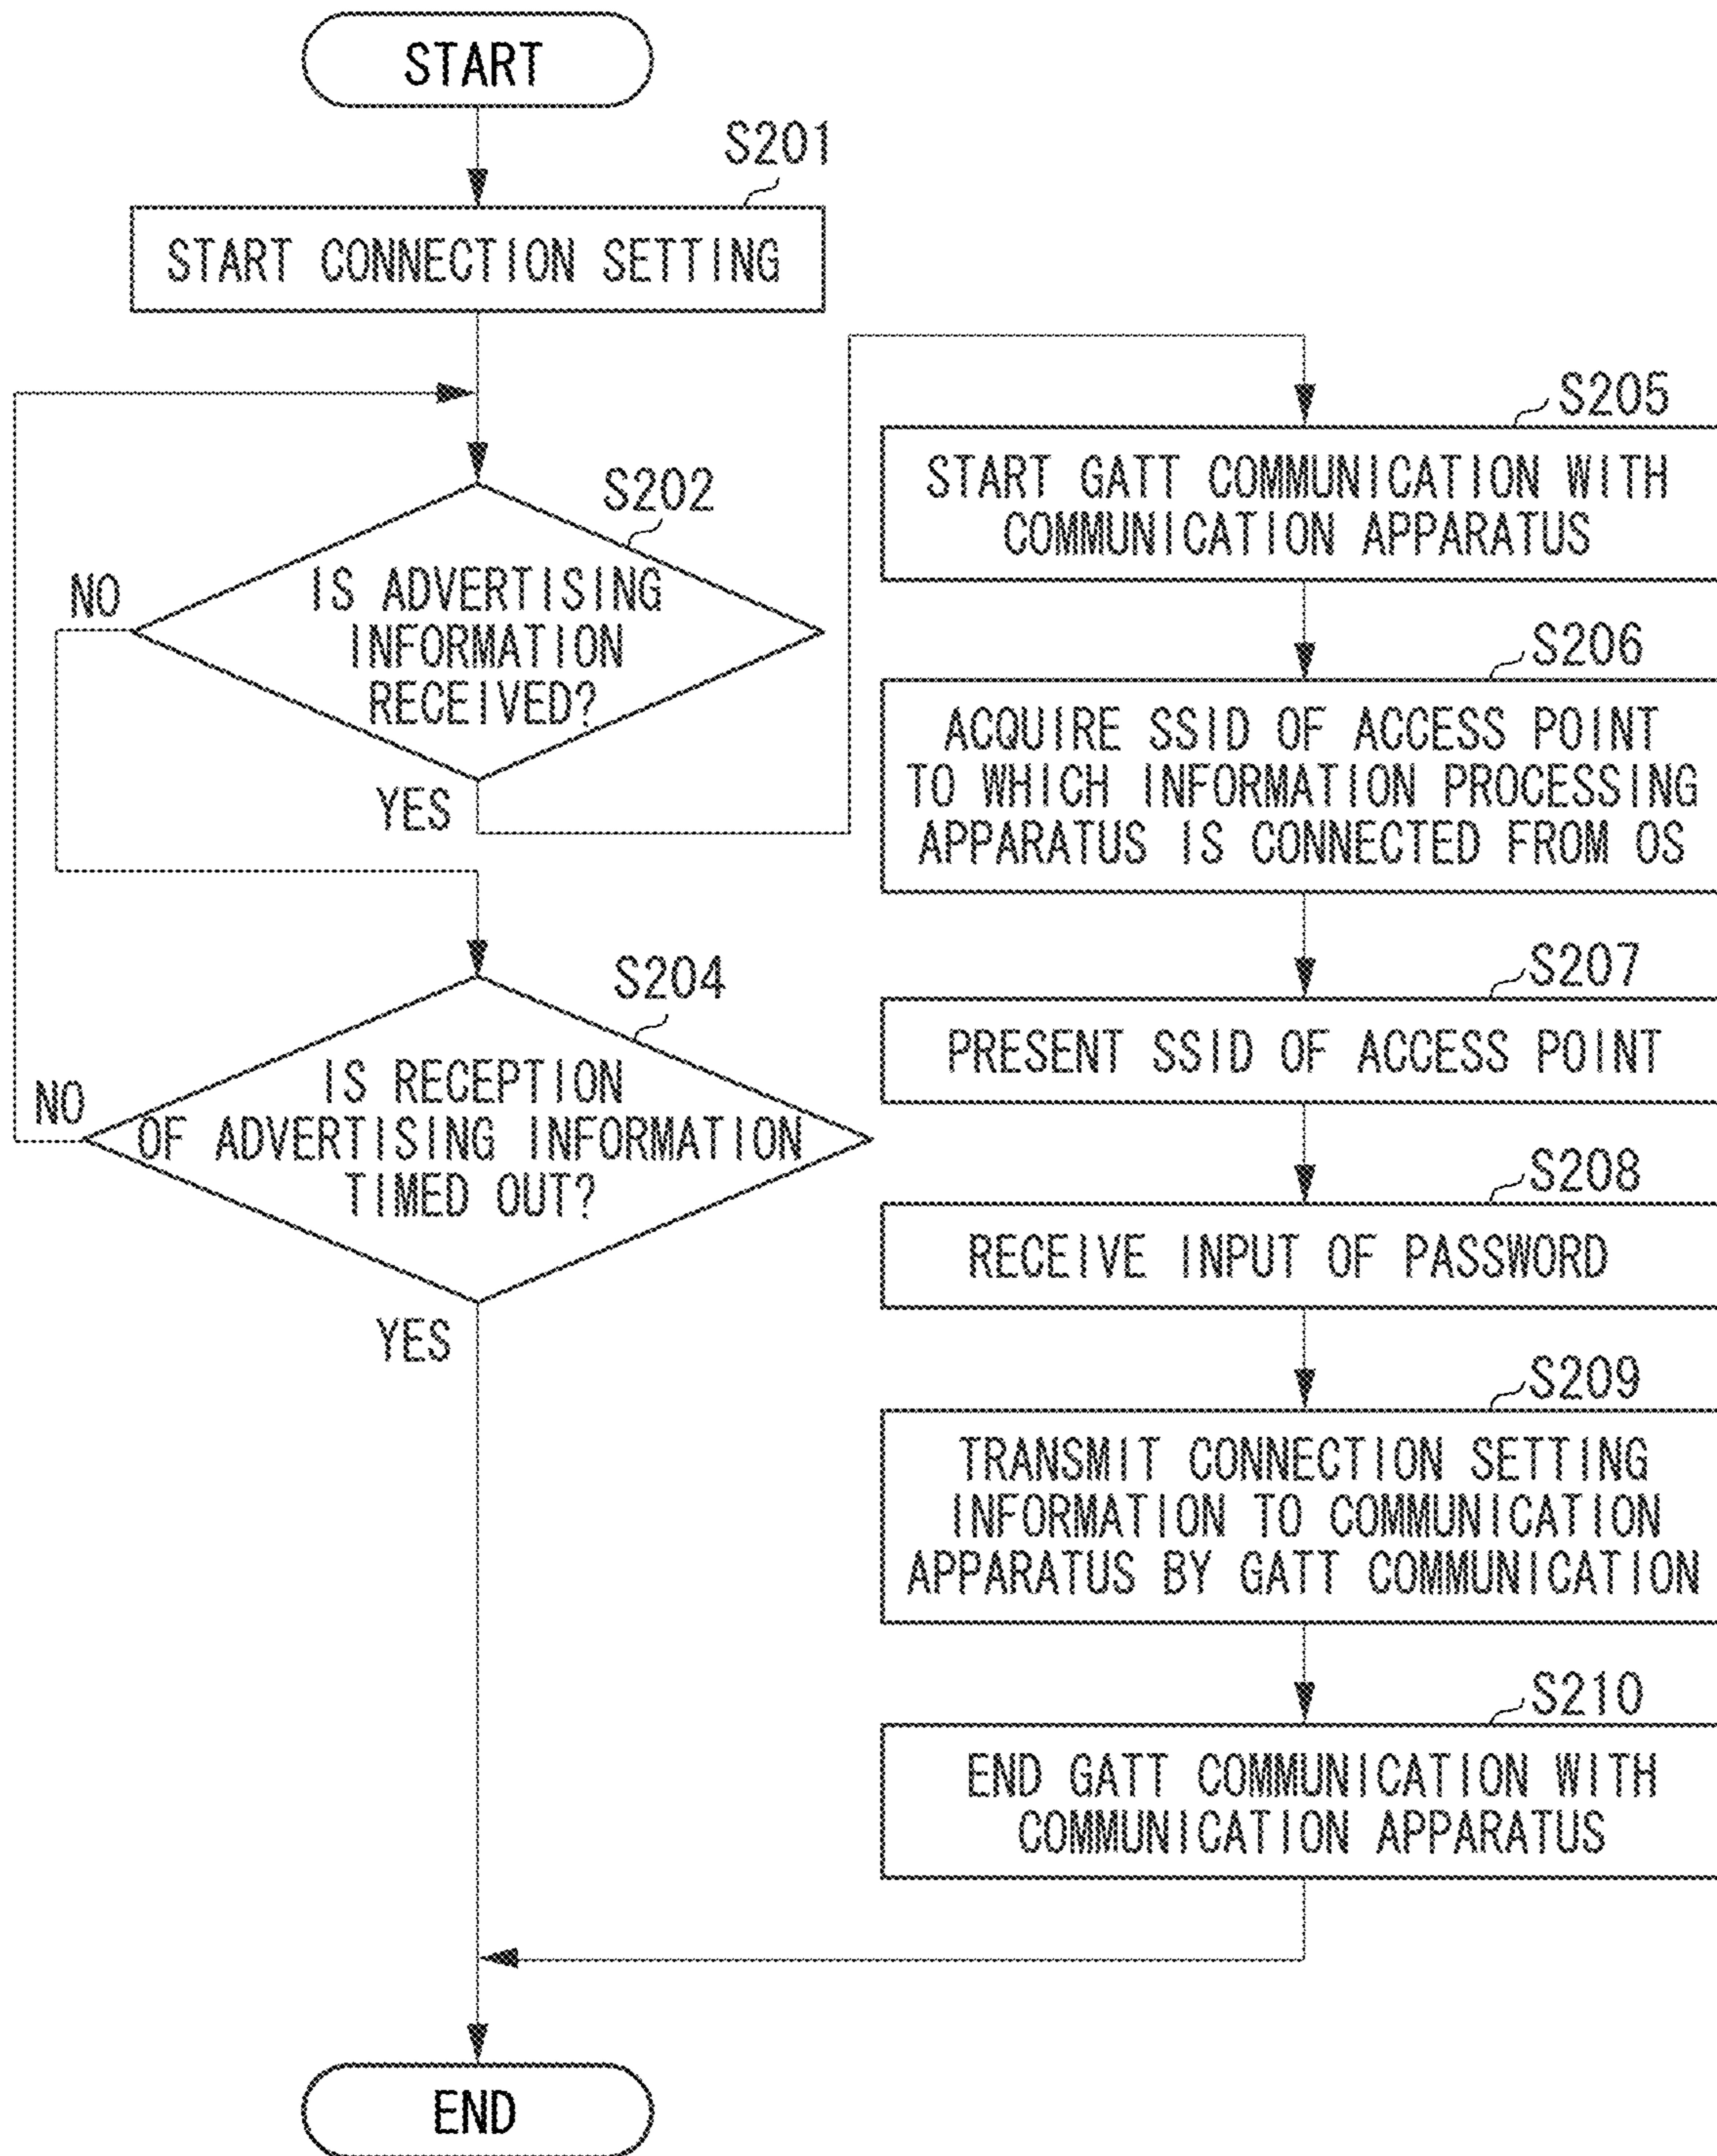 START
S201
START CONNECTION SETTING
S202
IS ADVERTISING
INFORMATION
RECEIVED?
NO
YES
S204
IS RECEPTION
OF ADVERTISING INFORMATION
TIMED OUT?
NO
YES
S205
START GATT COMMUNICATION WITH
COMMUNICATION APPARATUS
S206
ACQUIRE SSID OF ACCESS POINT
TO WHICH INFORMATION PROCESSING
APPARATUS IS CONNECTED FROM OS
S207
PRESENT SSID OF ACCESS POINT
S208
RECEIVE INPUT OF PASSWORD
S209
TRANSMIT CONNECTION SETTING
INFORMATION TO COMMUNICATION
APPARATUS BY GATT COMMUNICATION
S210
END GATT COMMUNICATION WITH
COMMUNICATION APPARATUS
END